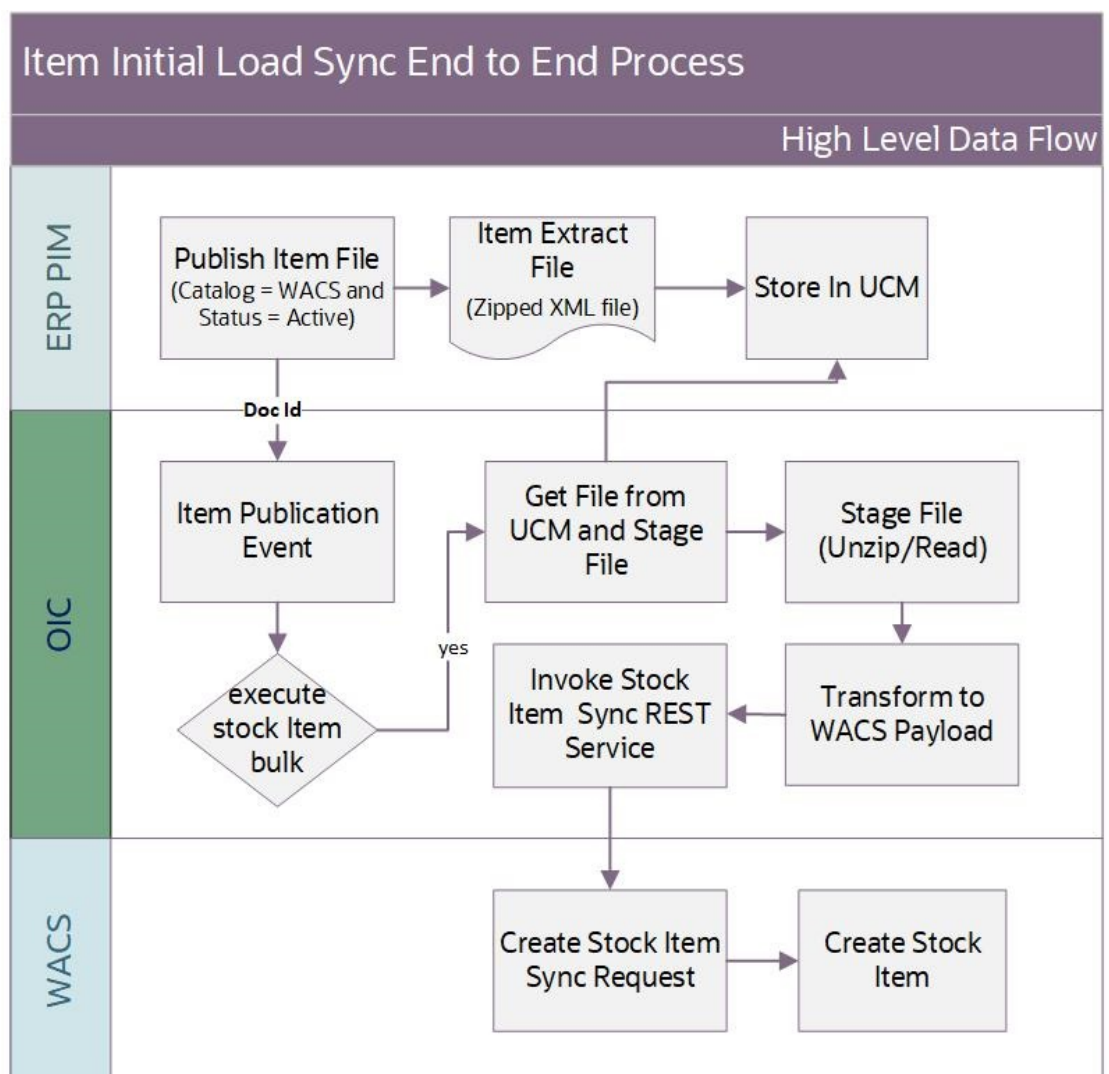 Item Initial Load Sync End to End Process
High Level Data Flow
ERP PIM
Publish Item File
(Catalog = WACS and
Status = Active)
Item Extract
File
(Zipped XML file)
Store In UCM
Doc Id
OIC
Item Publication
Event
Get File from
UCM and Stage
File
Stage File
(Unzip/Read)
yes
execute
stock Item
bulk
Invoke Stock
Item Sync REST
Service
Transform to
WACS Payload
WACS
Create Stock Item
Sync Request
Create Stock
Item